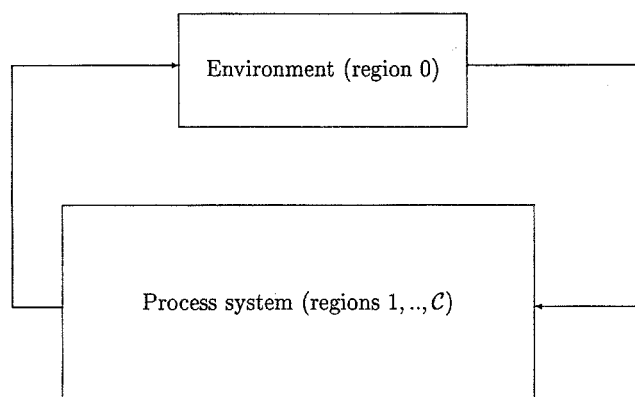 Environment (region 0)
Process system (regions 1, .., C)